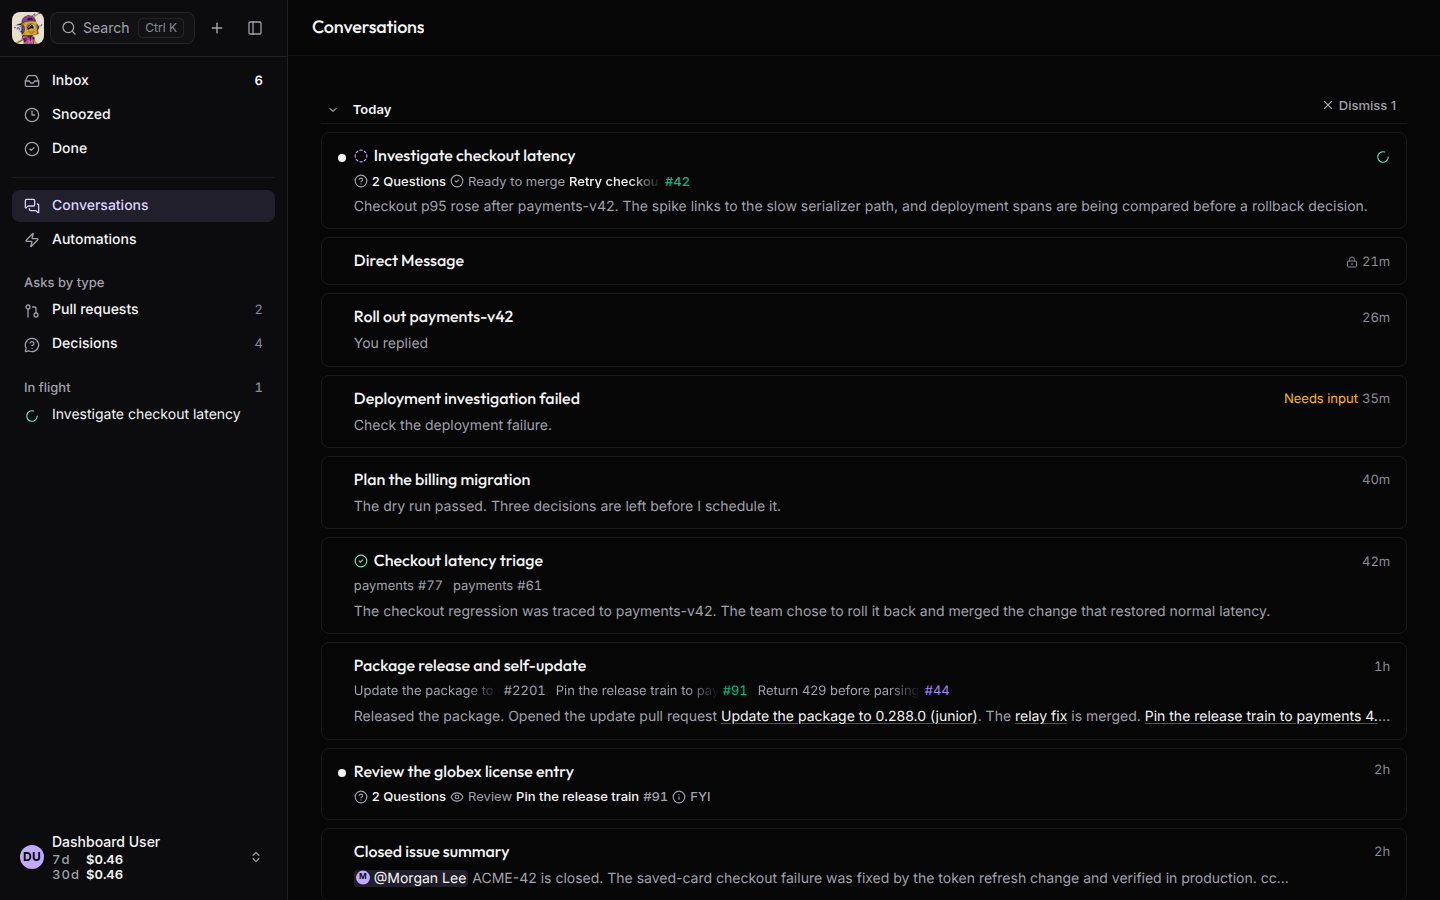 Search Ctrl K
Inbox 6
Snoozed
Done
Conversations
Automations
Asks by type
Pull requests 2
Decisions 4
In flight 1
Investigate checkout latency
DU Dashboard User
7d $0.46
30d $0.46
Conversations
Today Dismiss 1
Investigate checkout latency
2 Questions Ready to merge Retry checkou #42
Checkout p95 rose after payments-v42. The spike links to the slow serializer path, and deployment spans are being compared before a rollback decision.
Direct Message 21m
Roll out payments-v42 26m
You replied
Deployment investigation failed Needs input 35m
Check the deployment failure.
Plan the billing migration 40m
The dry run passed. Three decisions are left before I schedule it.
Checkout latency triage 42m
payments #77 payments #61
The checkout regression was traced to payments-v42. The team chose to roll it back and merged the change that restored normal latency.
Package release and self-update 1h
Update the package to #2201 Pin the release train to pay #91 Return 429 before parsing #44
Released the package. Opened the update pull request Update the package to 0.288.0 (junior). The relay fix is merged. Pin the release train to payments 4.…
Review the globex license entry 2h
2 Questions Review Pin the release train #91 FYI
Closed issue summary 2h
M @Morgan Lee ACME-42 is closed. The saved-card checkout failure was fixed by the token refresh change and verified in production. cc…